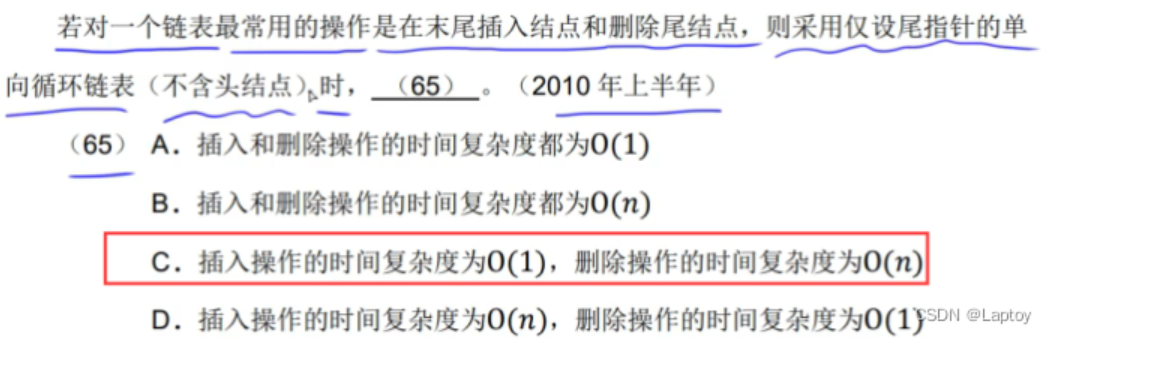 若对一个链表最常用的操作是在末尾插入结点和删除尾结点，则采用仅设尾指针的单
向循环链表（不含头结点）时，（65）。（2010 年上半年）
（65） A．插入和删除操作的时间复杂度都为O(1)
B．插入和删除操作的时间复杂度都为O(n)
C．插入操作的时间复杂度为O(1)，删除操作的时间复杂度为O(n)
D．插入操作的时间复杂度为O(n)，删除操作的时间复杂度为O(1)
CSDN @Laptoy